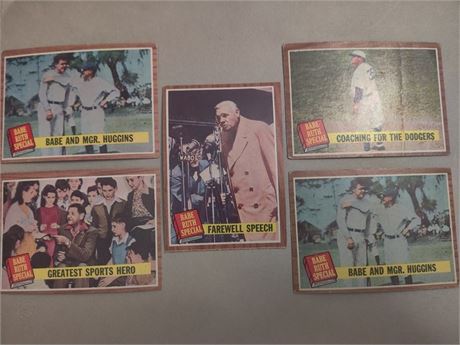 BABE RUTH SPECIAL
BABE AND MGR. HUGGINS
BABE RUTH SPECIAL
COACHING FOR THE DODGERS
WABD
BABE RUTH SPECIAL
FAREWELL SPEECH
BABE RUTH SPECIAL
GREATEST SPORTS HERO
BABE RUTH SPECIAL
BABE AND MGR. HUGGINS